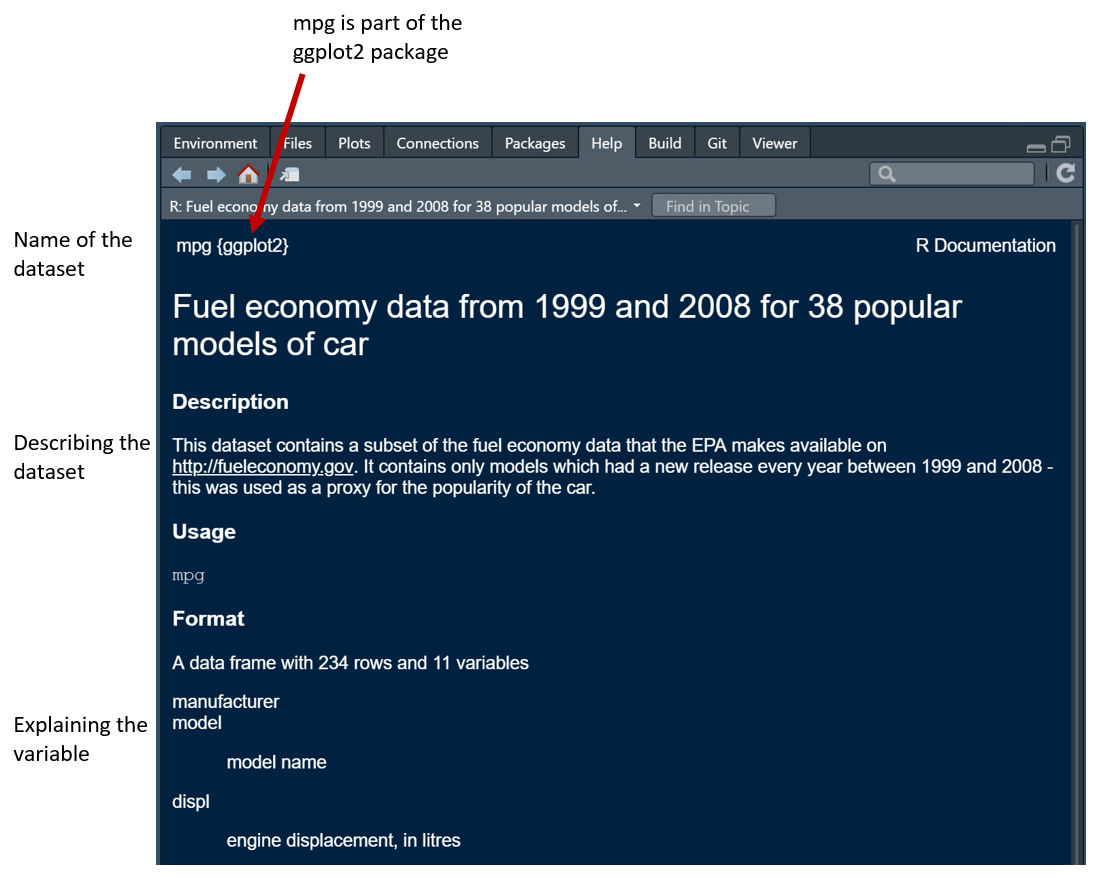 mpg is part of the
ggplot2 package
Environment Files Plots Connections Packages Help Build Git Viewer
R: Fuel economy data from 1999 and 2008 for 38 popular models of... Find in Topic
Name of the
dataset
mpg {ggplot2} R Documentation
Fuel economy data from 1999 and 2008 for 38 popular
models of car
Description
Describing the
dataset
This dataset contains a subset of the fuel economy data that the EPA makes available on
http://fueleconomy.gov. It contains only models which had a new release every year between 1999 and 2008 -
this was used as a proxy for the popularity of the car.
Usage
mpg
Format
A data frame with 234 rows and 11 variables
Explaining the
variable
manufacturer
model
model name
displ
engine displacement, in litres